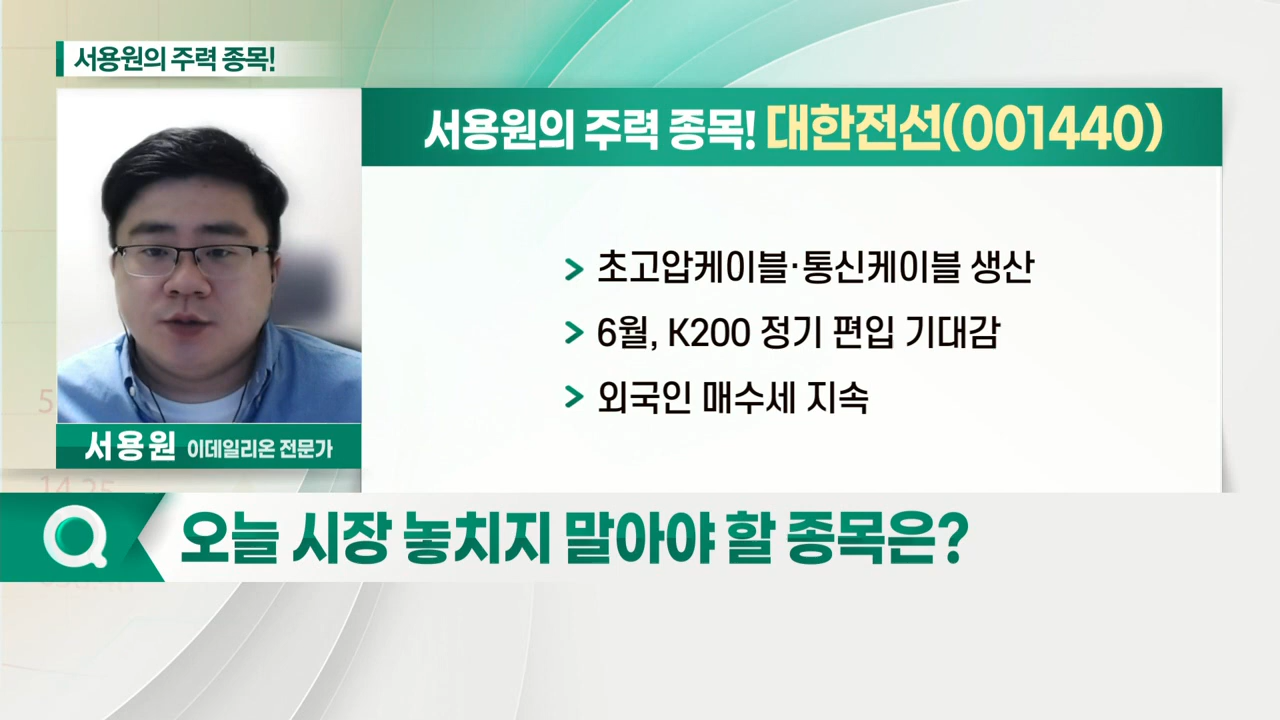 서용원의 주력 종목!
서용원의 주력 종목! 대한전선(001440)
> 초고압케이블·통신케이블 생산
> 6월, K200 정기 편입 기대감
> 외국인 매수세 지속
서용원 이데일리온 전문가
14.25
오늘 시장 놓치지 말아야 할 종목은?